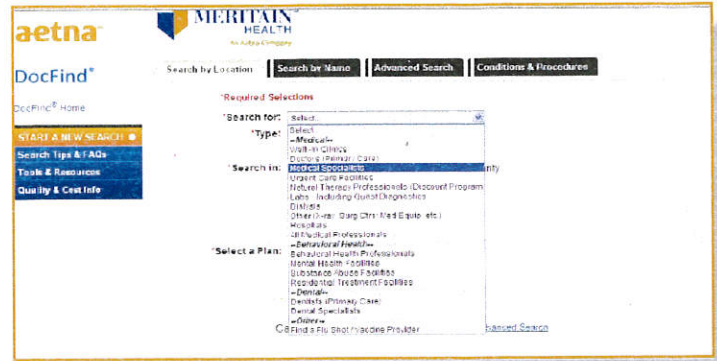 aetna
MERITAIN®
HEALTH
An Aetna Company
DocFind®
DocFind® Home
START A NEW SEARCH
Search Tips & FAQs
Tools & Resources
Quality & Cost Info
Search by Location
Search by Name
Advanced Search
Conditions & Procedures
*Required Selections
*Search for: Select...
*Type:
*Search in:
*Select a Plan:
Select...
--Medical--
Walk-In Clinics
Doctors (Primary Care)
Medical Specialists
Urgent Care Facilities
Natural Therapy Professionals (Discount Program
Labs - Including Quest Diagnostics
Dialysis
Other (X-ray, Surg Ctrs, Med Equip, etc.)
Hospitals
All Medical Professionals
--Behavioral Health--
Behavioral Health Professionals
Mental Health Facilities
Substance Abuse Facilities
Residential Treatment Facilities
--Dental--
Dentists (Primary Care)
Dental Specialists
--Other--
Find a Flu Shot / Vaccine Provider